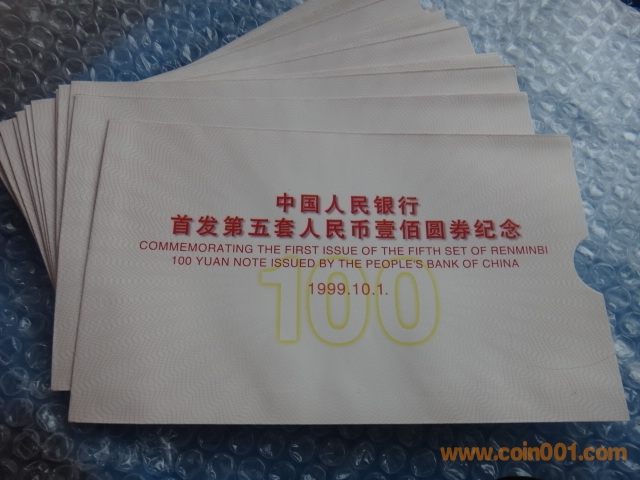 中国人民银行
首发第五套人民币壹佰圆券纪念
COMMEMORATING THE FIRST ISSUE OF THE FIFTH SET OF RENMINBI
100 YUAN NOTE ISSUED BY THE PEOPLE'S BANK OF CHINA
1999.10.1.
100
www.coin001.com